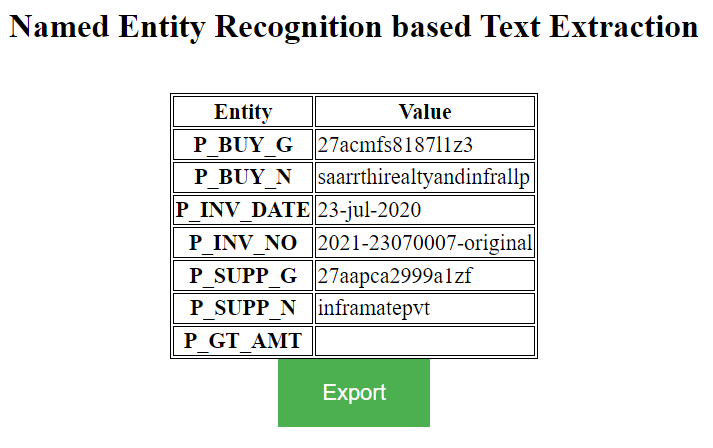 Named Entity Recognition based Text Extraction
Entity Value
P_BUY_G 27acmfs8187l1z3
P_BUY_N saarrthirealtyandinfrallp
P_INV_DATE 23-jul-2020
P_INV_NO 2021-23070007-original
P_SUPP_G 27aapca2999a1zf
P_SUPP_N inframatepvt
P_GT_AMT
Export